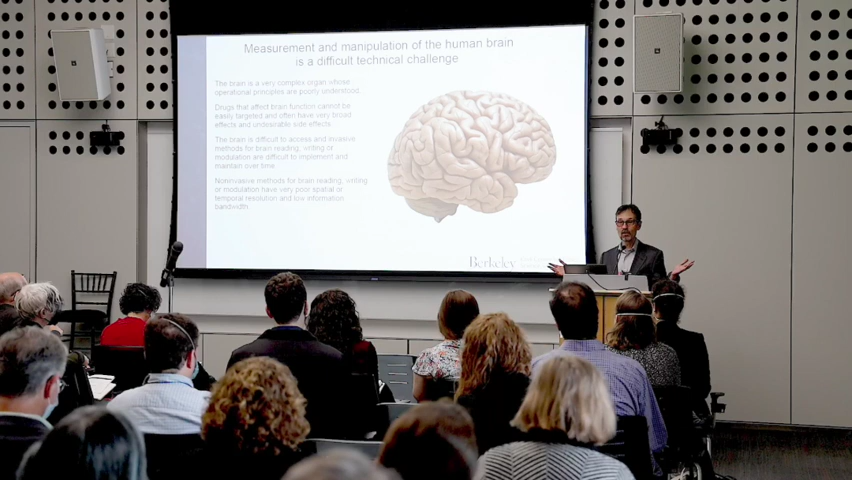 Measurement and manipulation of the human brain
is a difficult technical challenge
The brain is a very complex organ whose
operational principles are poorly understood.
Drugs that affect brain function cannot be
easily targeted and often have very broad
effects and undesirable side effects.
The brain is difficult to access and invasive
methods for brain reading, writing or
modulation are difficult to implement and
maintain over time.
Noninvasive methods for brain reading, writing
or modulation have very poor spatial or
temporal resolution and low information
bandwidth.
Berkeley